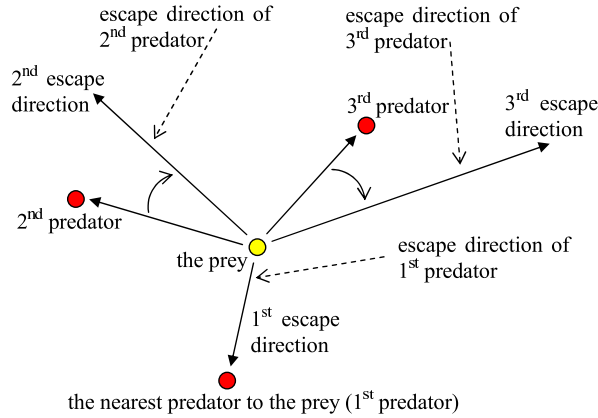 escape direction of
2nd predator
escape direction of
3rd predator
2nd escape
direction
3rd predator
3rd escape
direction
2nd predator
the prey
escape direction of
1st predator
1st escape
direction
the nearest predator to the prey (1st predator)